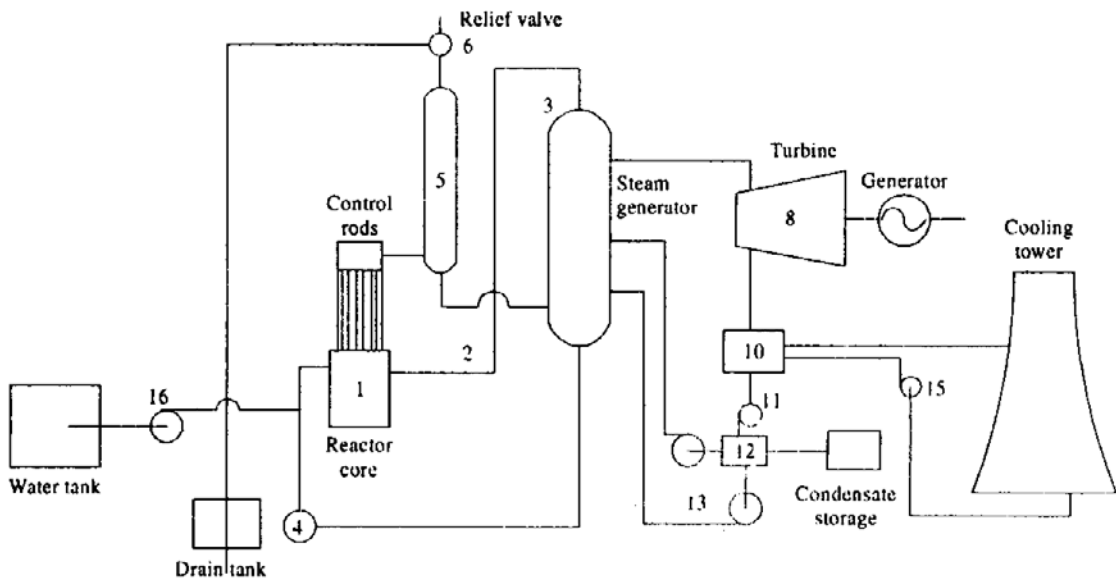 Relief valve
6
3
Turbine
5
Steam
generator
Generator
8
Control
rods
Cooling
tower
2
10
1
16
11
15
Reactor
core
12
Water tank
13
Condensate
storage
4
Drain tank